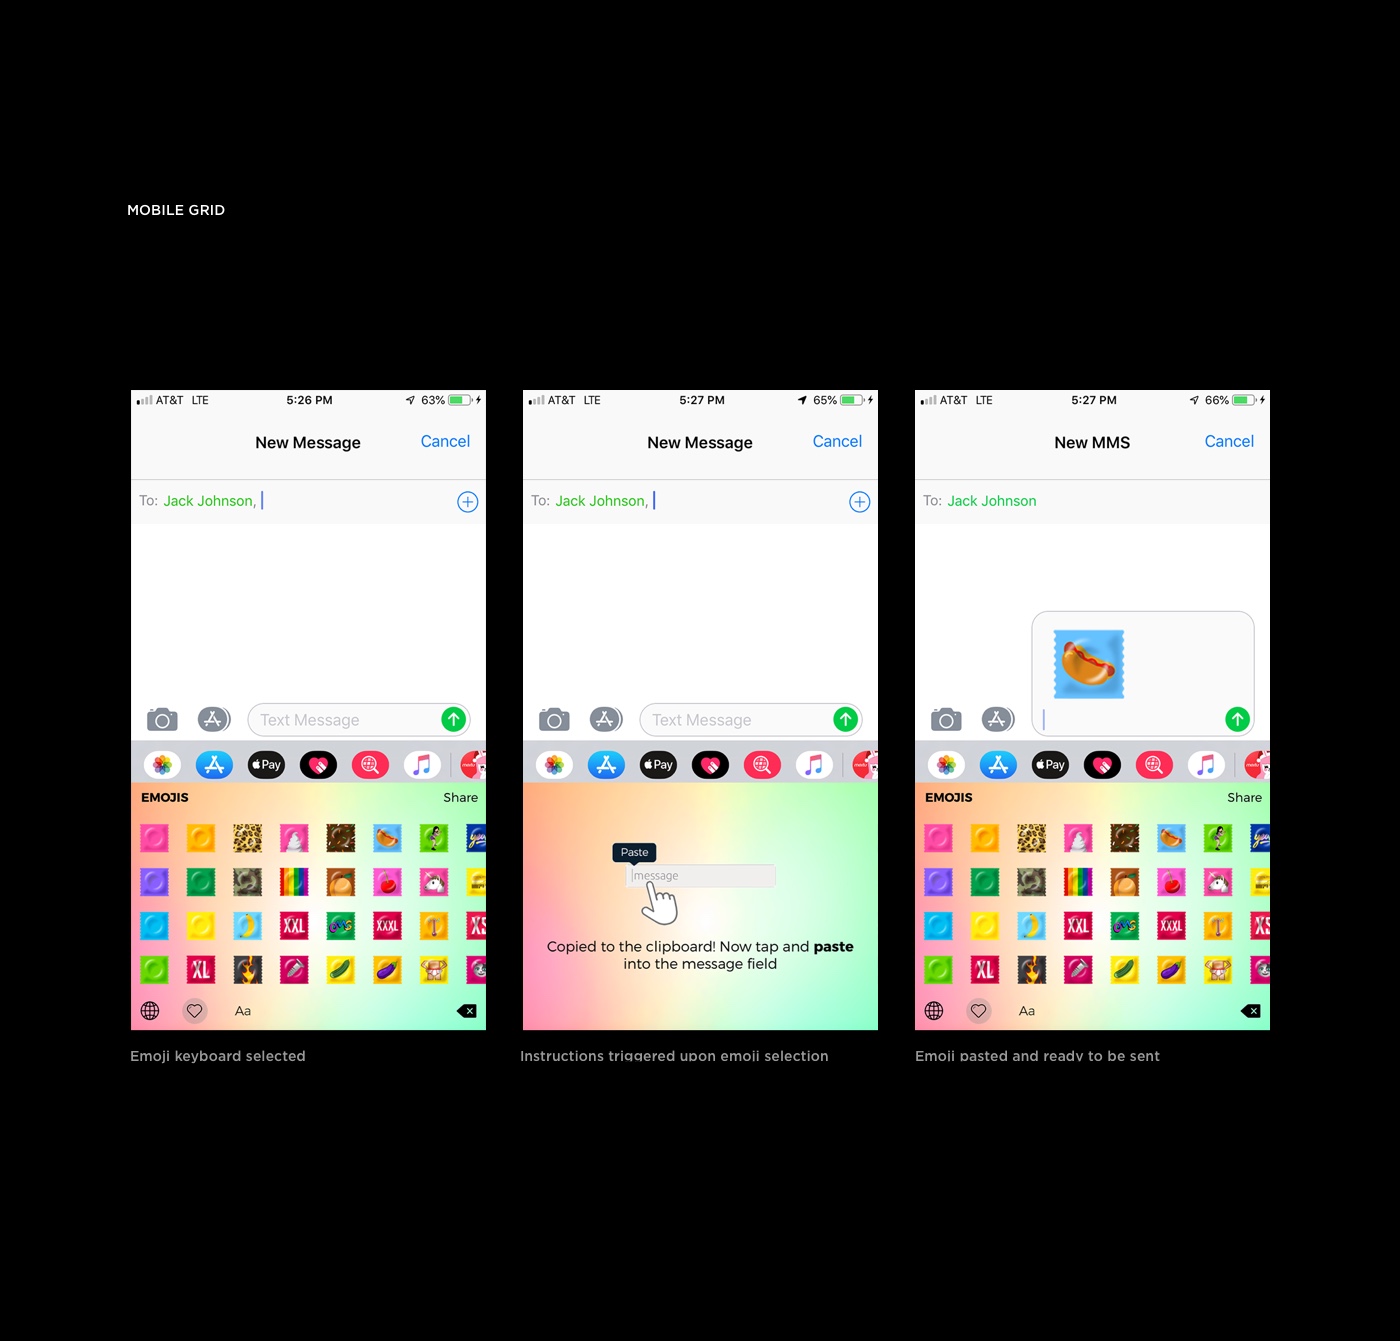 MOBILE GRID
AT&T LTE 5:26 PM 63%
New Message Cancel
To: Jack Johnson,
Text Message
Pay
EMOJIS Share
XXL XXXL XS
XL
Aa
Emoji keyboard selected
AT&T LTE 5:27 PM 65%
New Message Cancel
To: Jack Johnson,
Text Message
Pay
Paste
message
Copied to the clipboard! Now tap and paste
into the message field
Instructions triggered upon emoji selection
AT&T LTE 5:27 PM 66%
New MMS Cancel
To: Jack Johnson
Pay
EMOJIS Share
XXL XXXL XS
XL
Aa
Emoji pasted and ready to be sent